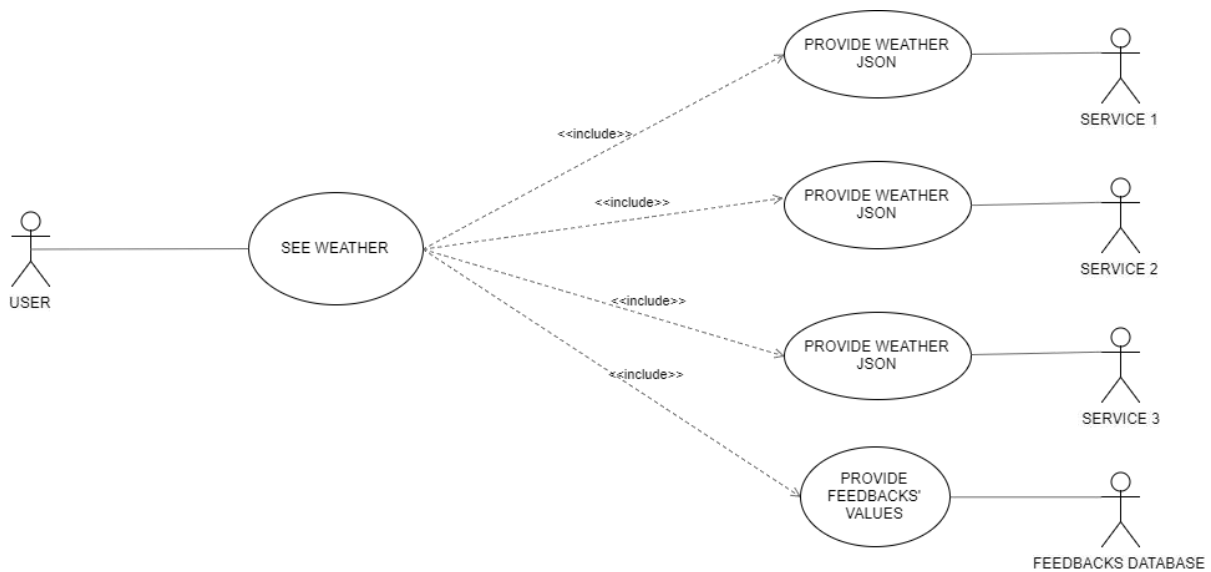 PROVIDE WEATHER
JSON
SERVICE 1
<<include>>
PROVIDE WEATHER
JSON
<<include>>
SERVICE 2
SEE WEATHER
USER
<<include>>
PROVIDE WEATHER
JSON
SERVICE 3
<<include>>
PROVIDE
FEEDBACKS'
VALUES
FEEDBACKS DATABASE